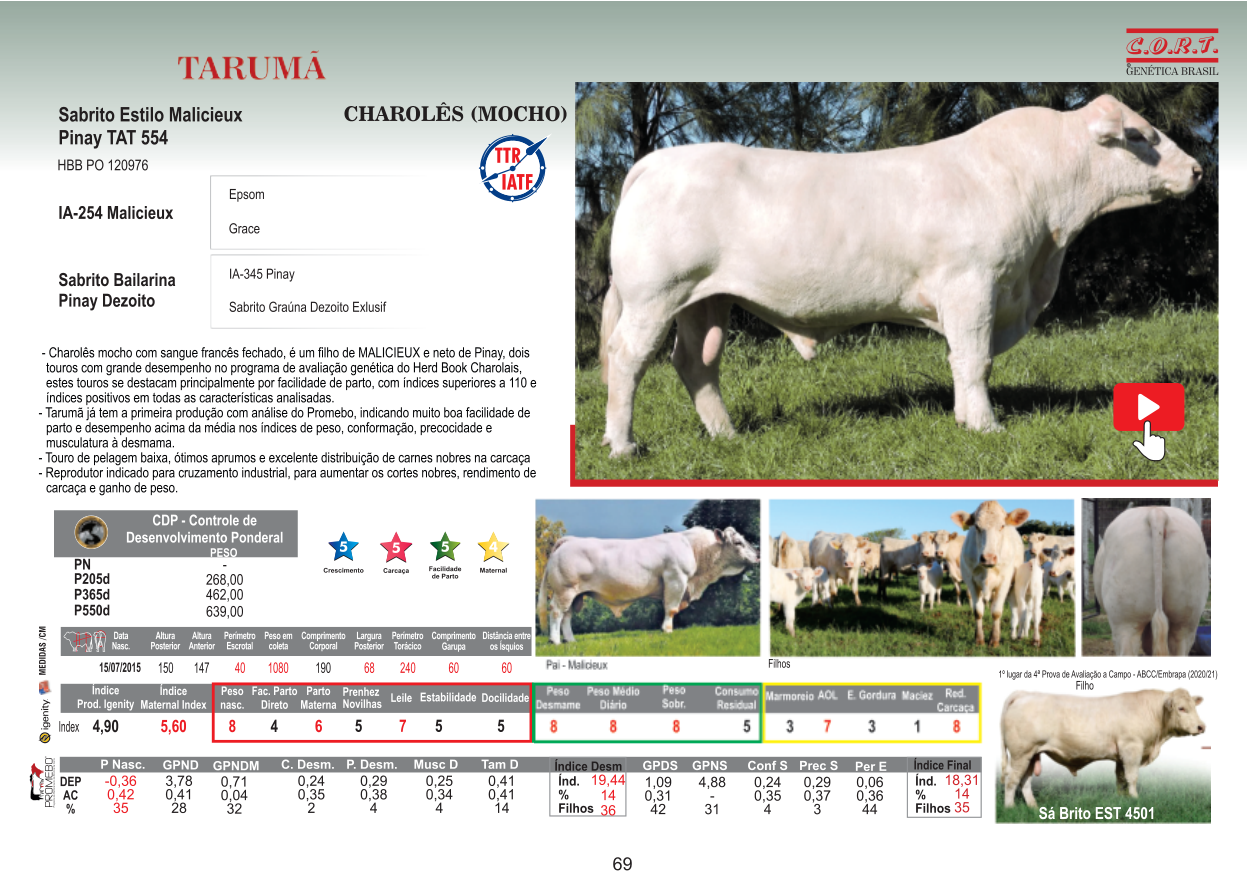 TARUMÃ
C.O.R.T.
GENÉTICA BRASIL
Sabrito Estilo Malicieux
Pinay TAT 554
CHAROLÊS (MOCHO)
HBB PO 120976
TTR
IATF
IA-254 Malicieux
Epsom
Grace
Sabrito Bailarina
Pinay Dezoito
IA-345 Pinay
Sabrito Graúna Dezoito Exlusif
- Charolês mocho com sangue francês fechado, é um filho de MALICIEUX e neto de Pinay, dois
touros com grande desempenho no programa de avaliação genética do Herd Book Charolais,
estes touros se destacam principalmente por facilidade de parto, com índices superiores a 110 e
índices positivos em todas as características analisadas.
- Tarumã já tem a primeira produção com análise do Promebo, indicando muito boa facilidade de
parto e desempenho acima da média nos índices de peso, conformação, precocidade e
musculatura à desmama.
- Touro de pelagem baixa, ótimos aprumos e excelente distribuição de carnes nobres na carcaça
- Reprodutor indicado para cruzamento industrial, para aumentar os cortes nobres, rendimento de
carcaça e ganho de peso.
CDP - Controle de
Desenvolvimento Ponderal
PESO
PN -
P205d 268,00
P365d 462,00
P550d 639,00
5 5 5 4
Crescimento Carcaça Facilidade de Parto Maternal
Pai - Malicieux
Filhos
1º lugar da 4ª Prova de Avaliação a Campo - ABCC/Embrapa (2020/21)
Filho
MEDIDAS /CM
Data Nasc. Altura Posterior Altura Anterior Perimetro Escrotal Peso em coleta Comprimento Corporal Largura Posterior Perimetro Torácico Comprimento Garupa Distância entre os Ísquios
15/07/2015 150 147 40 1080 190 68 240 60 60
igenity
Índice Prod. Igenity Índice Maternal Index Peso nasc. Fac. Parto Direto Parto Materna Prenhez Novilhas Leile Estabilidade Docilidade Peso Desmame Peso Médio Diário Peso Sobr. Consumo Residual Marmoreio AOL E. Gordura Maciez Red. Carcaça
Index 4,90 5,60 8 4 6 5 7 5 5 8 8 8 5 3 7 3 1 8
PROMEBO
P Nasc. GPND GPNDM C. Desm. P. Desm. Musc D Tam D Índice Desm GPDS GPNS Conf S Prec S Per E Índice Final
DEP -0,36 3,78 0,71 0,24 0,29 0,25 0,41 Índ. 19,44 1,09 4,88 0,24 0,29 0,06 Índ. 18,31
AC 0,42 0,41 0,04 0,35 0,38 0,34 0,41 % 14 0,31 - 0,35 0,37 0,36 % 14
% 35 28 32 2 4 4 14 Filhos 36 42 31 4 3 44 Filhos 35
Sá Brito EST 4501
69